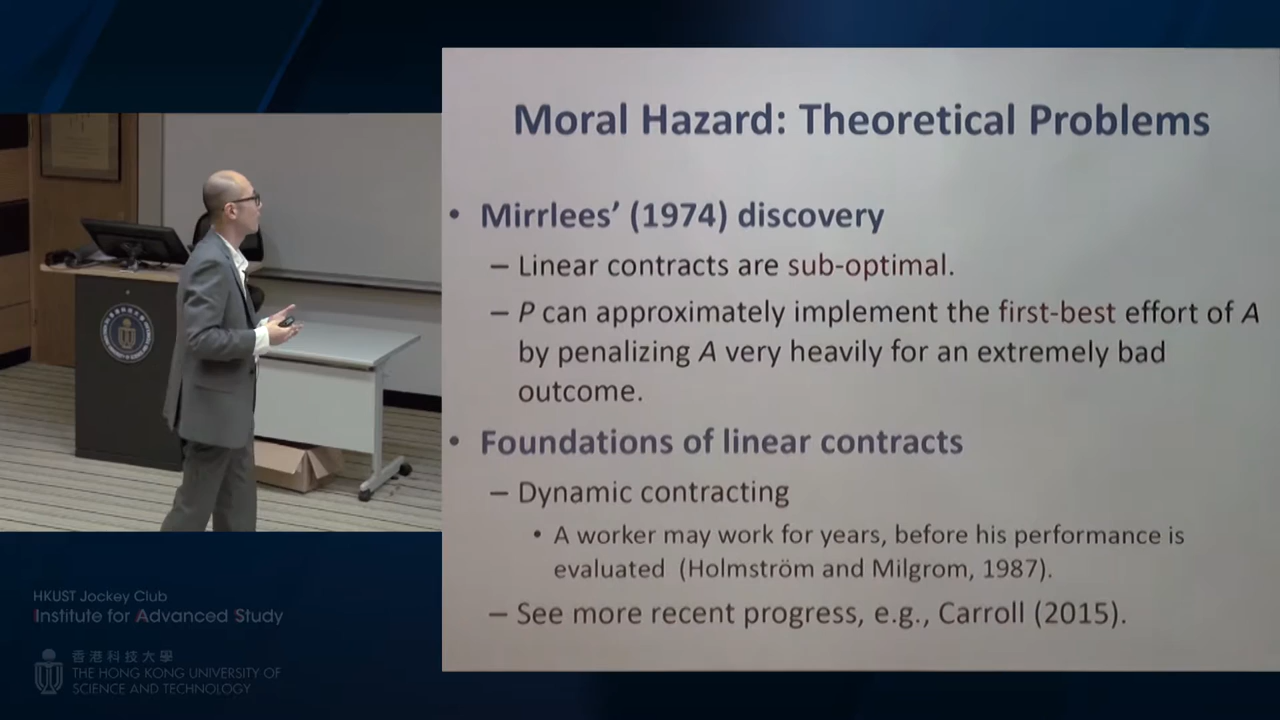 Moral Hazard: Theoretical Problems
• Mirrlees’ (1974) discovery
– Linear contracts are sub-optimal.
– P can approximately implement the first-best effort of A
by penalizing A very heavily for an extremely bad
outcome.
• Foundations of linear contracts
– Dynamic contracting
• A worker may work for years, before his performance is
evaluated (Holmström and Milgrom, 1987).
– See more recent progress, e.g., Carroll (2015).
HKUST Jockey Club
Institute for Advanced Study
香港科技大學
THE HONG KONG UNIVERSITY OF
SCIENCE AND TECHNOLOGY